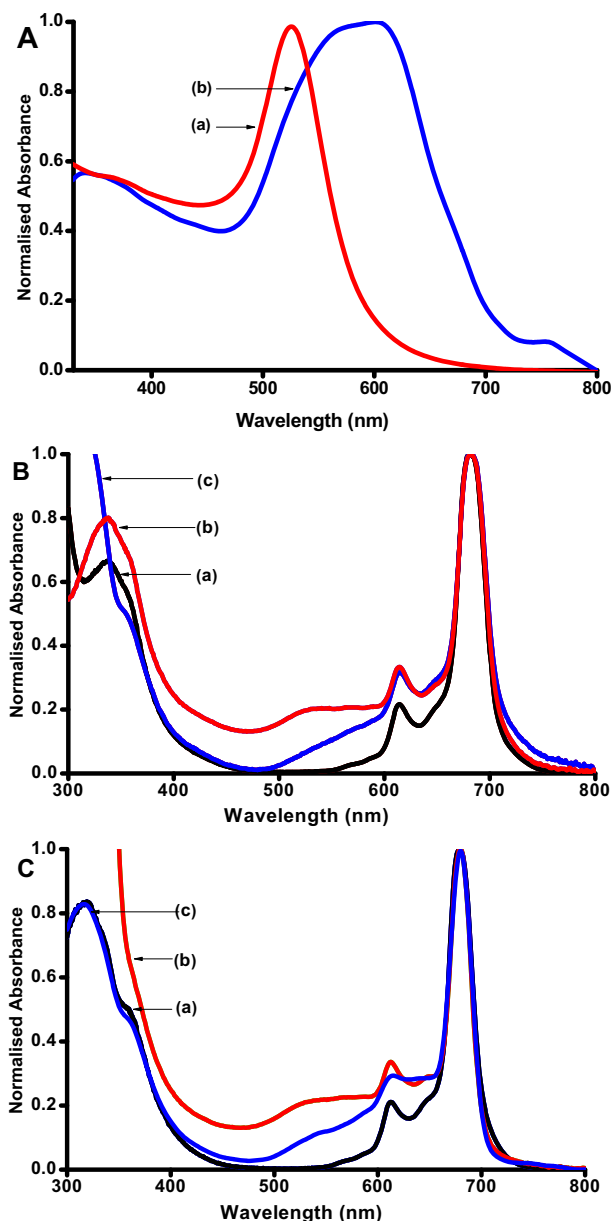 A
1.0
0.8
0.6
0.4
0.2
0.0
Normalised Absorbance
(b)
(a)
400 500 600 700 800
Wavelength (nm)
B
1.0
0.8
0.6
0.4
0.2
0.0
Normalised Absorbance
(c)
(b)
(a)
300 400 500 600 700 800
Wavelength (nm)
C
1.0
0.8
0.6
0.4
0.2
0.0
Normalised Absorbance
(c)
(b)
(a)
300 400 500 600 700 800
Wavelength (nm)